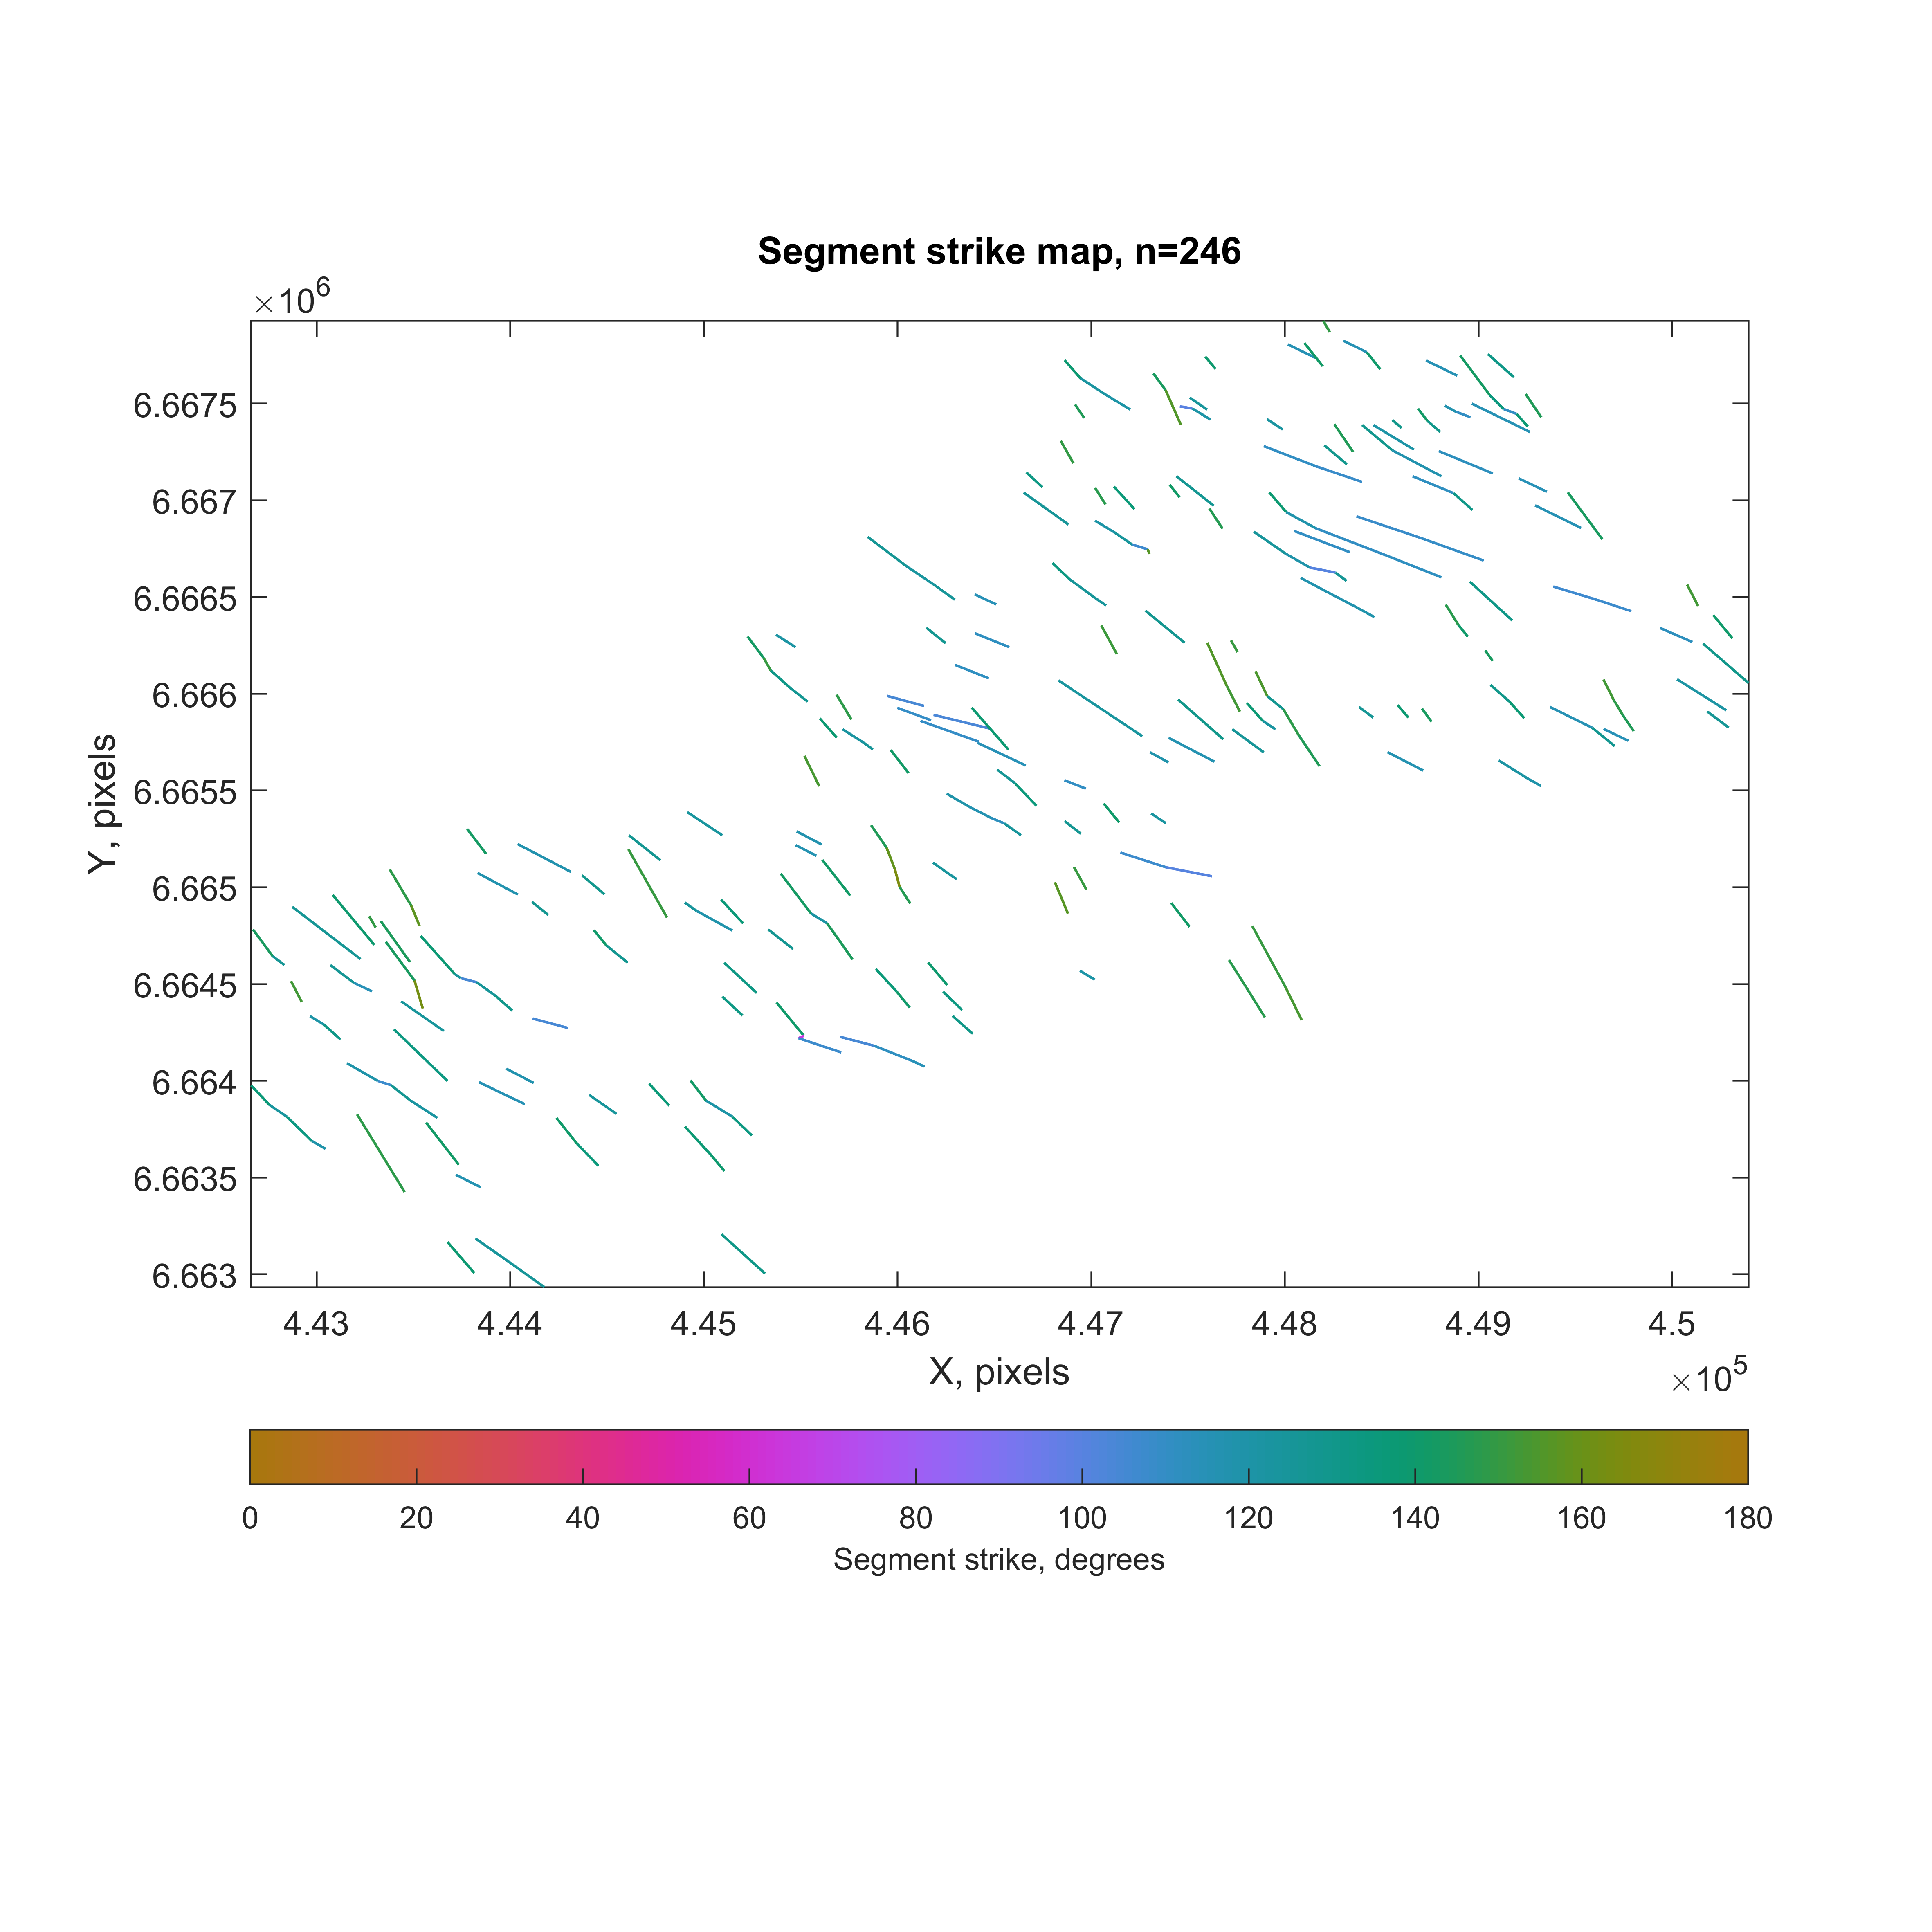 Segment strike map, n=246
×10^6
6.6675
6.667
6.6665
6.666
6.6655
6.665
6.6645
6.664
6.6635
6.663
Y, pixels
4.43 4.44 4.45 4.46 4.47 4.48 4.49 4.5
X, pixels
×10^5
0 20 40 60 80 100 120 140 160 180
Segment strike, degrees